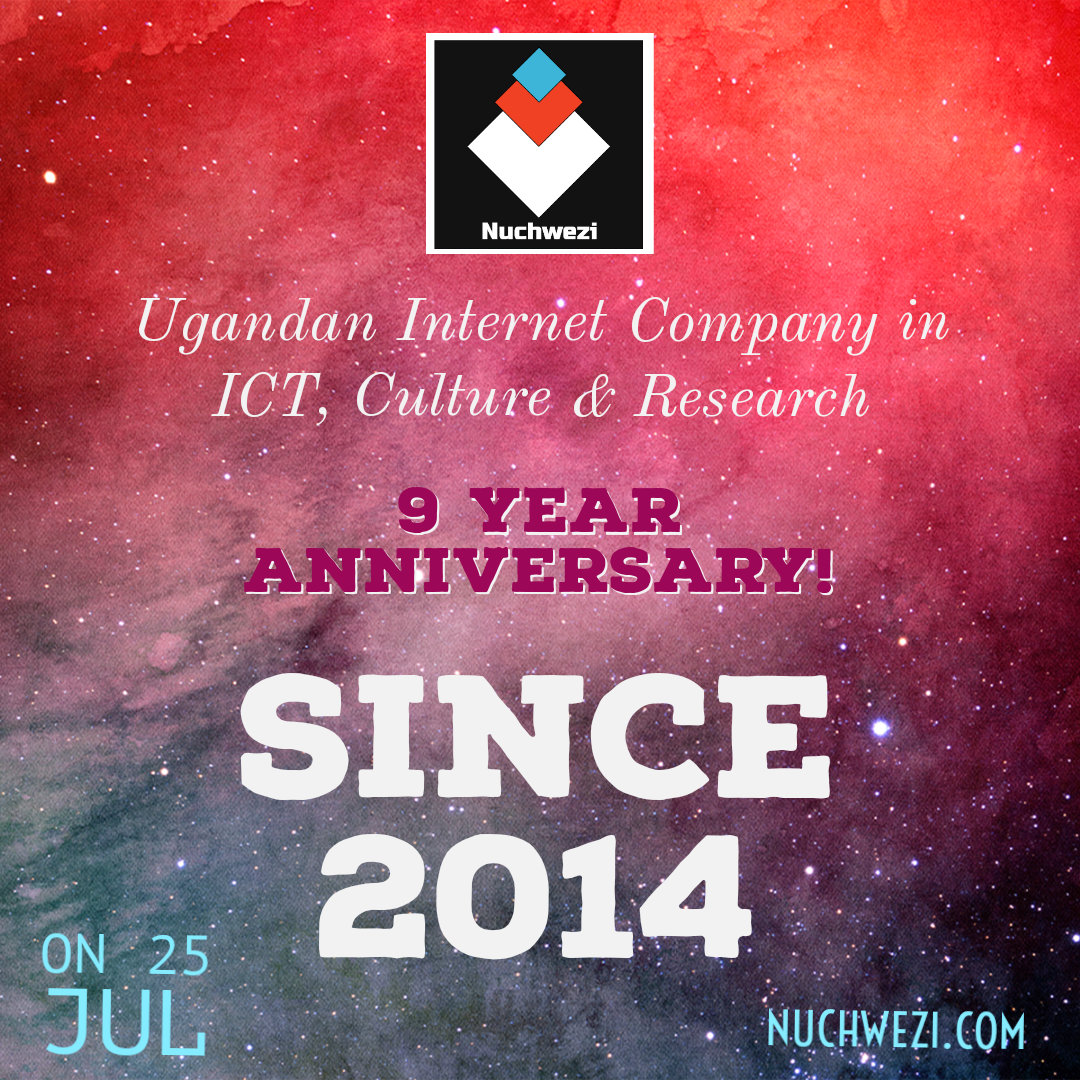 Nuchwezi
Ugandan Internet Company in
ICT, Culture & Research
9 YEAR
ANNIVERSARY!
SINCE
2014
ON 25
JUL
NUCHWEZI.COM